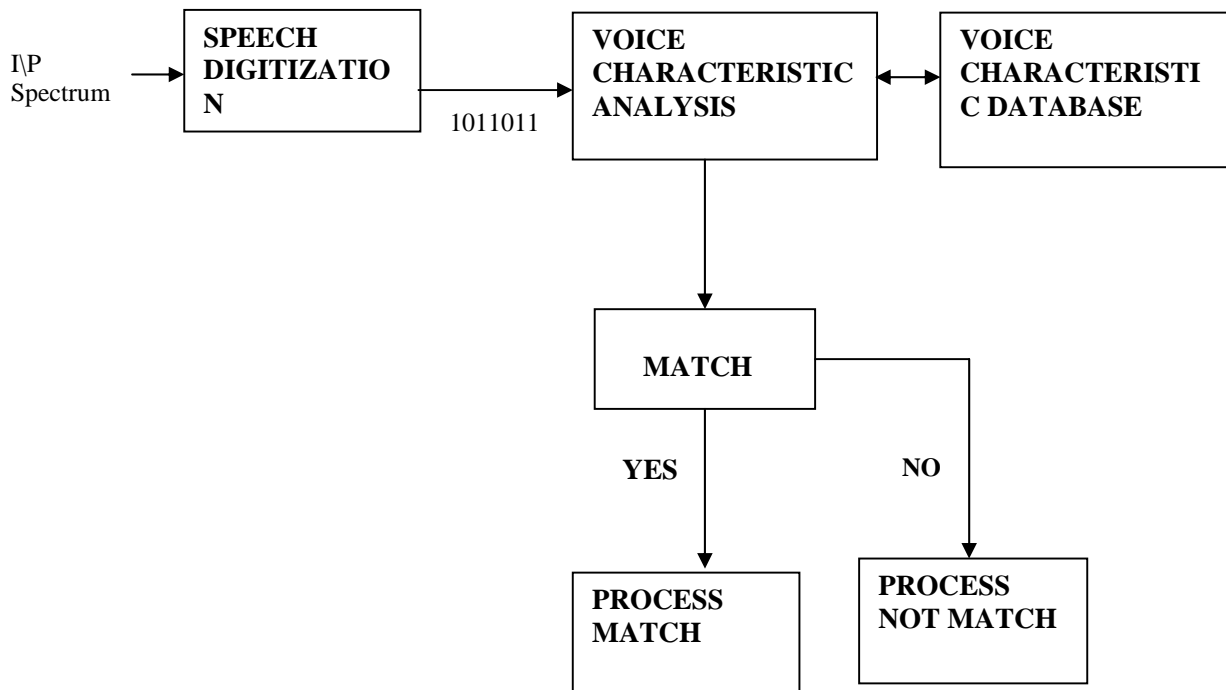 I\P
Spectrum
SPEECH
DIGITIZATIO
N
1011011
VOICE
CHARACTERISTIC
ANALYSIS
VOICE
CHARACTERISTI
C DATABASE
MATCH
YES
NO
PROCESS
MATCH
PROCESS
NOT MATCH